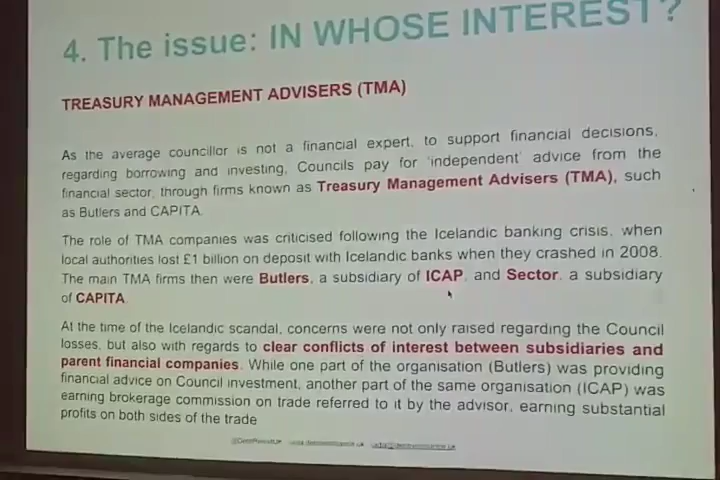 4. The issue: IN WHOSE INTEREST?
TREASURY MANAGEMENT ADVISERS (TMA)
As the average councillor is not a financial expert, to support financial decisions,
regarding borrowing and investing, Councils pay for 'independent' advice from the
financial sector, through firms known as Treasury Management Advisers (TMA), such
as Butlers and CAPITA.
The role of TMA companies was criticised following the Icelandic banking crisis, when
local authorities lost £1 billion on deposit with Icelandic banks when they crashed in 2008.
The main TMA firms then were Butlers, a subsidiary of ICAP, and Sector, a subsidiary
of CAPITA.
At the time of the Icelandic scandal, concerns were not only raised regarding the Council
losses, but also with regards to clear conflicts of interest between subsidiaries and
parent financial companies. While one part of the organisation (Butlers) was providing
financial advice on Council investment, another part of the same organisation (ICAP) was
earning brokerage commission on trade referred to it by the advisor, earning substantial
profits on both sides of the trade